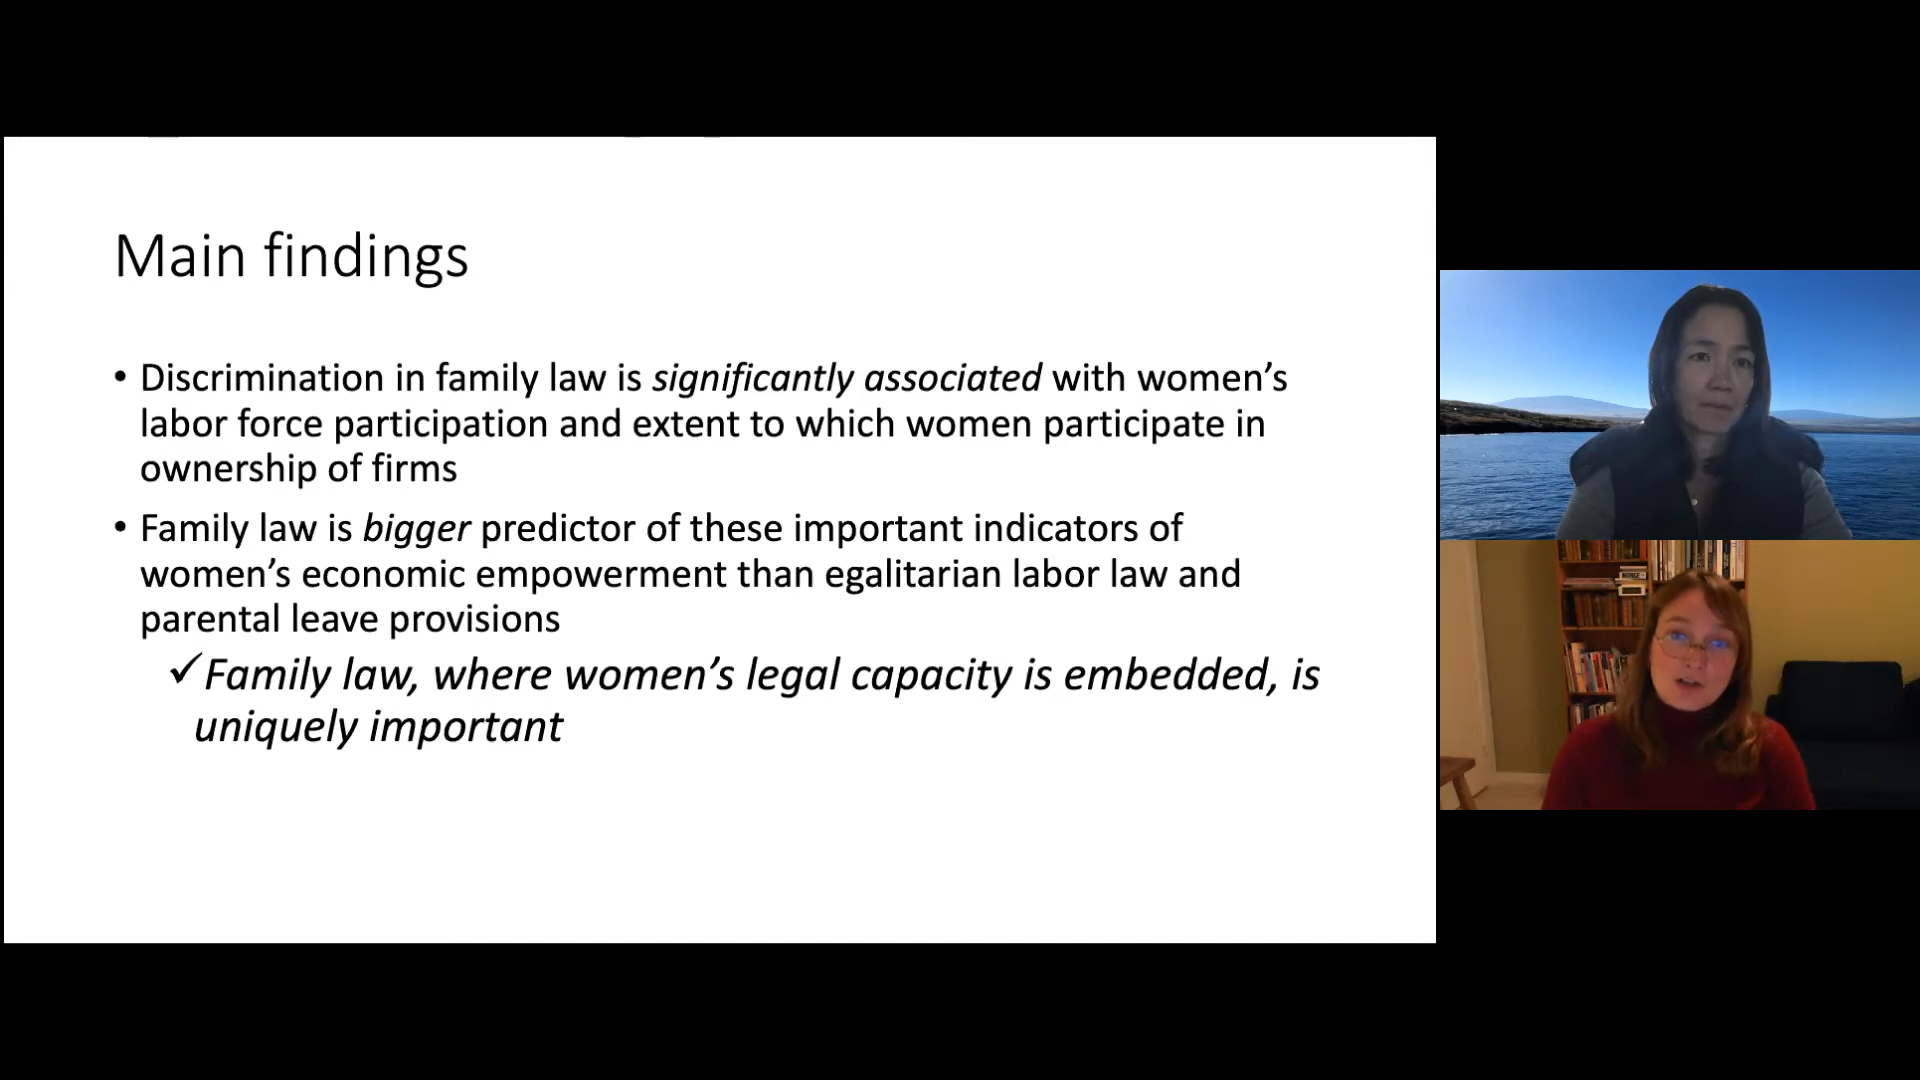 Main findings
• Discrimination in family law is significantly associated with women’s
labor force participation and extent to which women participate in
ownership of firms
• Family law is bigger predictor of these important indicators of
women’s economic empowerment than egalitarian labor law and
parental leave provisions
✓Family law, where women’s legal capacity is embedded, is
uniquely important